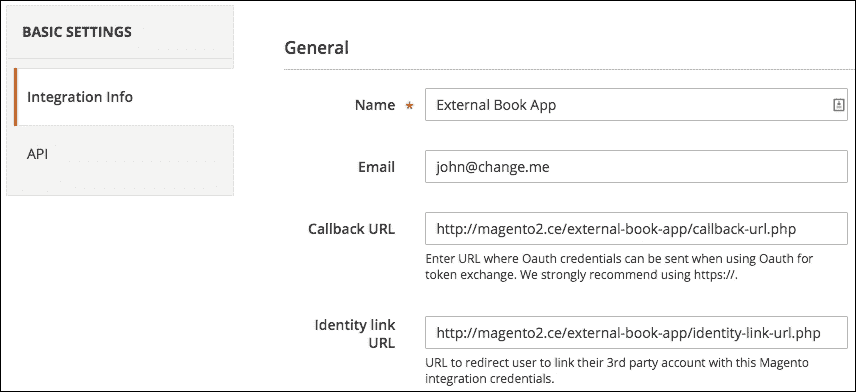 BASIC SETTINGS
Integration Info
API
General
Name *
External Book App
Email
john@change.me
Callback URL
http://magento2.ce/external-book-app/callback-url.php
Enter URL where Oauth credentials can be sent when using Oauth for
token exchange. We strongly recommend using https://.
Identity link
URL
http://magento2.ce/external-book-app/identity-link-url.php
URL to redirect user to link their 3rd party account with this Magento
integration credentials.